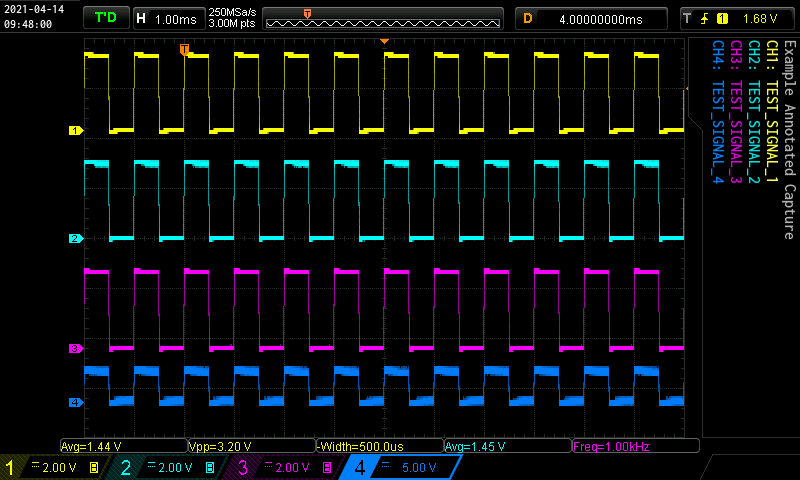 2021-04-14
09:48:00
T'D
H 1.00ms
250MSa/s
3.00M pts
T
D 4.00000000ms
T 1 1.68 V
T
1
2
3
4
Example Annotated Capture
CH1: TEST_SIGNAL_1
CH2: TEST_SIGNAL_2
CH3: TEST_SIGNAL_3
CH4: TEST_SIGNAL_4
Avg=1.44 V
Vpp=3.20 V
-Width=500.0us
Avg=1.45 V
Freq=1.00kHz
1 2.00 V B
2 2.00 V B
3 2.00 V B
4 5.00 V